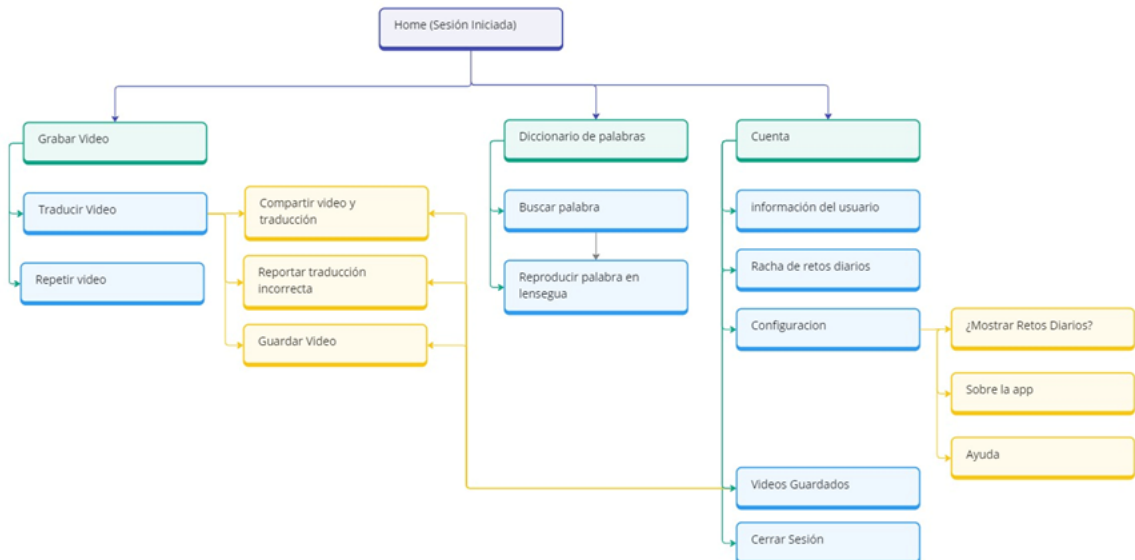 Home (Sesión Iniciada)
Grabar Video
Diccionario de palabras
Cuenta
Traducir Video
Compartir video y
traducción
Buscar palabra
información del usuario
Repetir video
Reportar traducción
incorrecta
Reproducir palabra en
lensegua
Racha de retos diarios
Guardar Video
Configuracion
¿Mostrar Retos Diarios?
Sobre la app
Ayuda
Videos Guardados
Cerrar Sesión